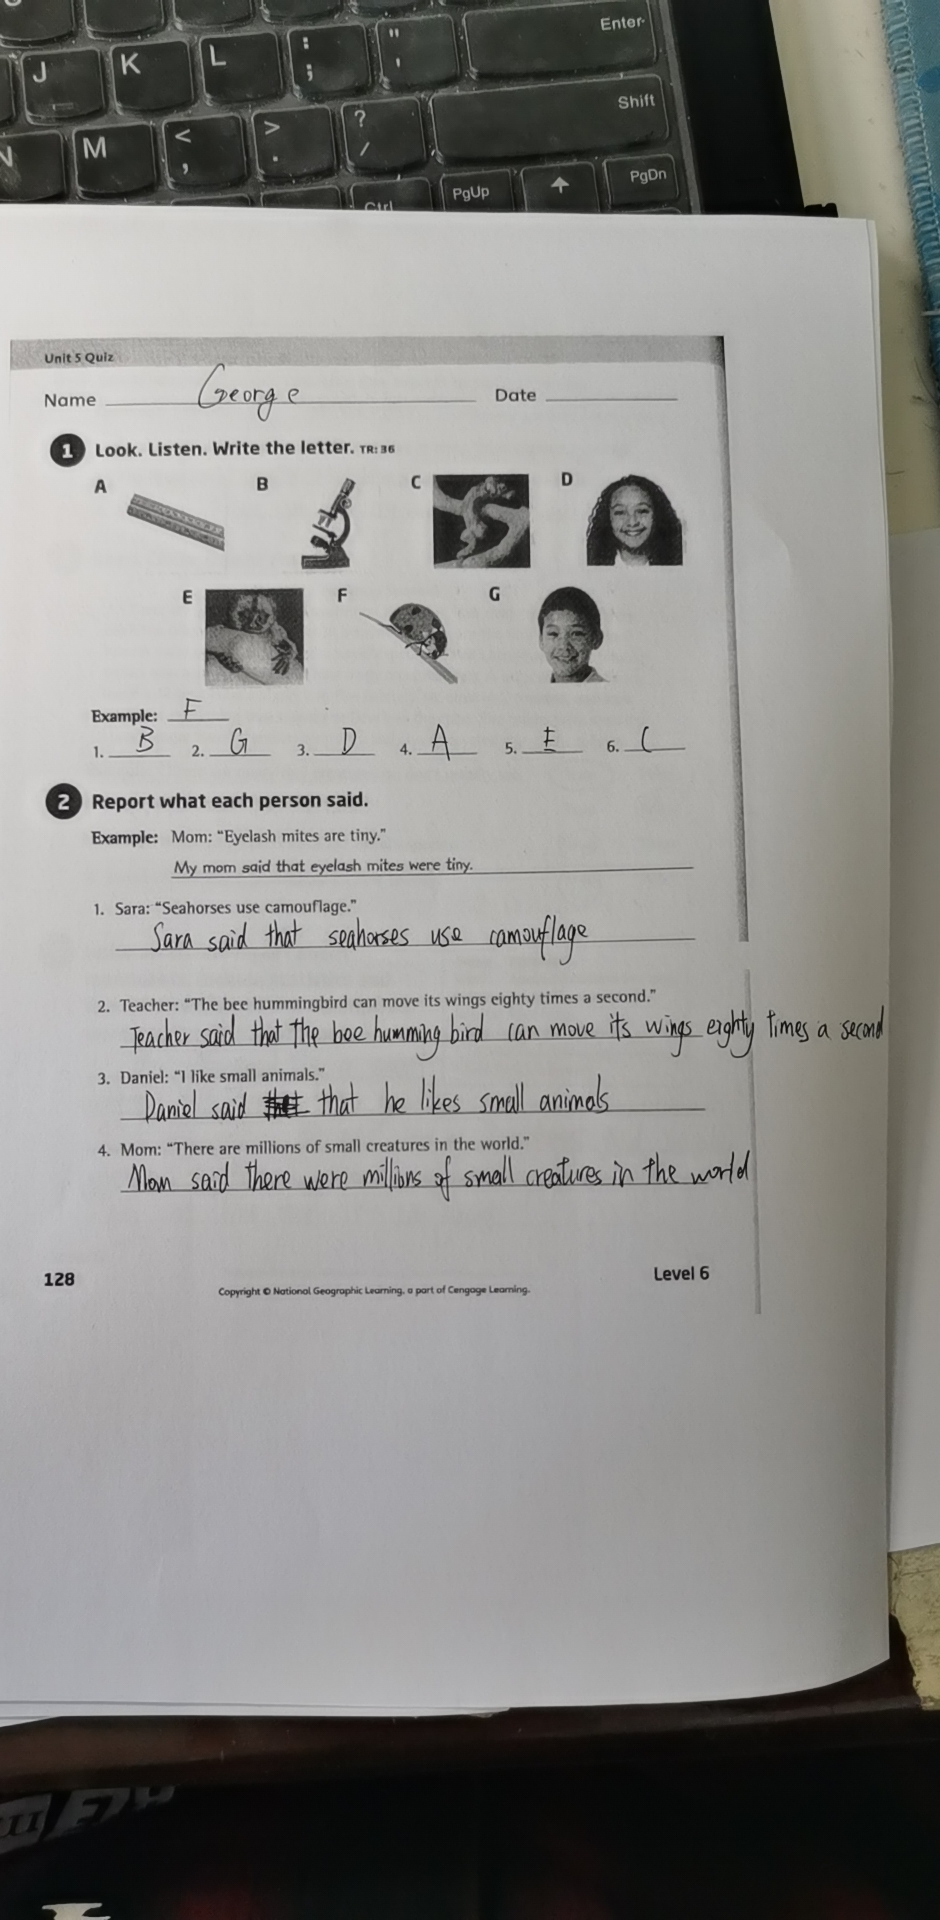 Enter
J K L : ; " '
Shift
N M < , > . ? /
Ctrl PgUp PgDn
Unit 5 Quiz
Name George Date
1 Look. Listen. Write the letter. TR: 36
A B C D
E F G
Example: F
1. B 2. G 3. D 4. A 5. E 6. C
2 Report what each person said.
Example: Mom: “Eyelash mites are tiny.”
My mom said that eyelash mites were tiny.
1. Sara: “Seahorses use camouflage.”
Sara said that seahorses use camouflage
2. Teacher: “The bee hummingbird can move its wings eighty times a second.”
Teacher said that the bee humming bird can move its wings eighty times a second
3. Daniel: “I like small animals.”
Daniel said that he likes small animals
4. Mom: “There are millions of small creatures in the world.”
Mom said there were millions of small creatures in the world
128 Level 6
Copyright © National Geographic Learning, a part of Cengage Learning.